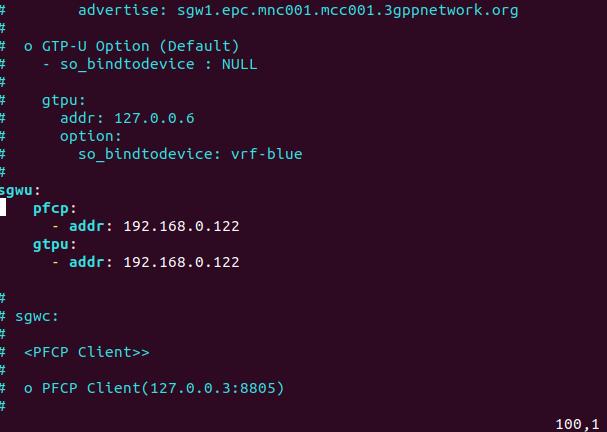 #        advertise: sgw1.epc.mnc001.mcc001.3gppnetwork.org
#
#  o GTP-U Option (Default)
#    - so_bindtodevice : NULL
#
#    gtpu:
#      addr: 127.0.0.6
#      option:
#        so_bindtodevice: vrf-blue
#
sgwu:
    pfcp:
      - addr: 192.168.0.122
    gtpu:
      - addr: 192.168.0.122

#
# sgwc:
#
#  <PFCP Client>>
#
#  o PFCP Client(127.0.0.3:8805)
#
100,1